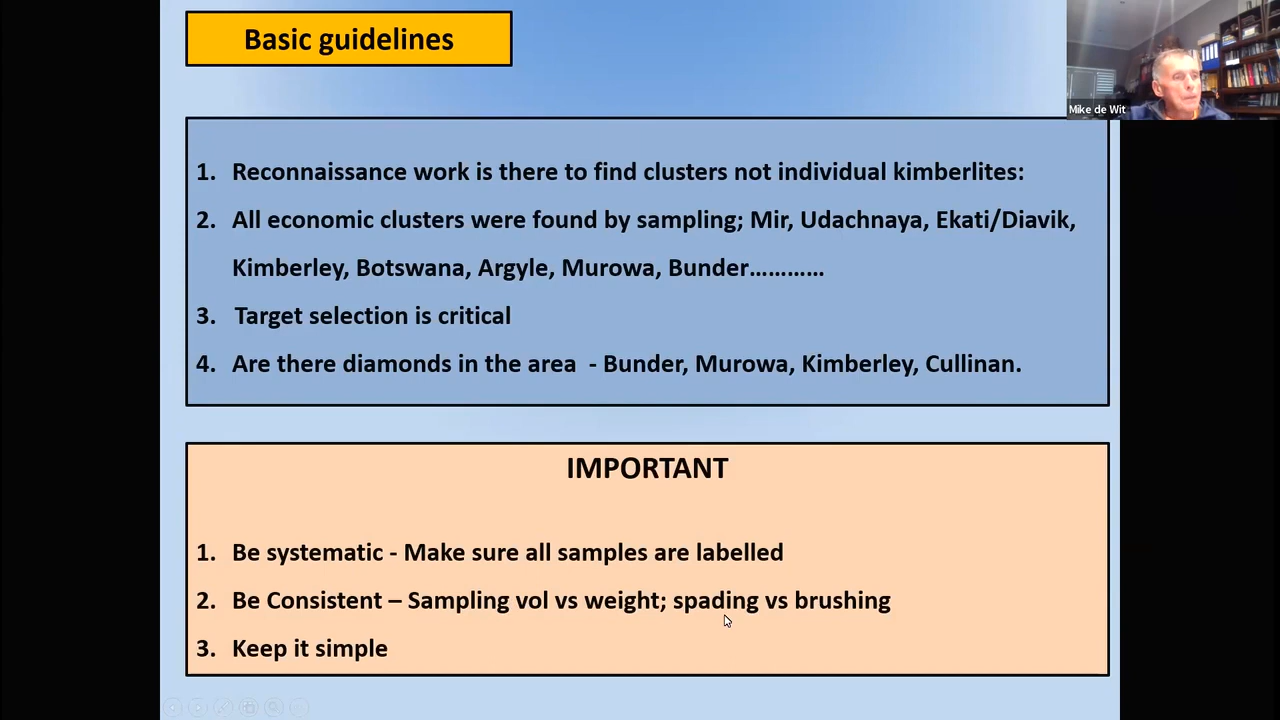 Basic guidelines
Mike de Wit
1. Reconnaissance work is there to find clusters not individual kimberlites:
2. All economic clusters were found by sampling; Mir, Udachnaya, Ekati/Diavik,
Kimberley, Botswana, Argyle, Murowa, Bunder…………
3. Target selection is critical
4. Are there diamonds in the area - Bunder, Murowa, Kimberley, Cullinan.
IMPORTANT
1. Be systematic - Make sure all samples are labelled
2. Be Consistent – Sampling vol vs weight; spading vs brushing
3. Keep it simple